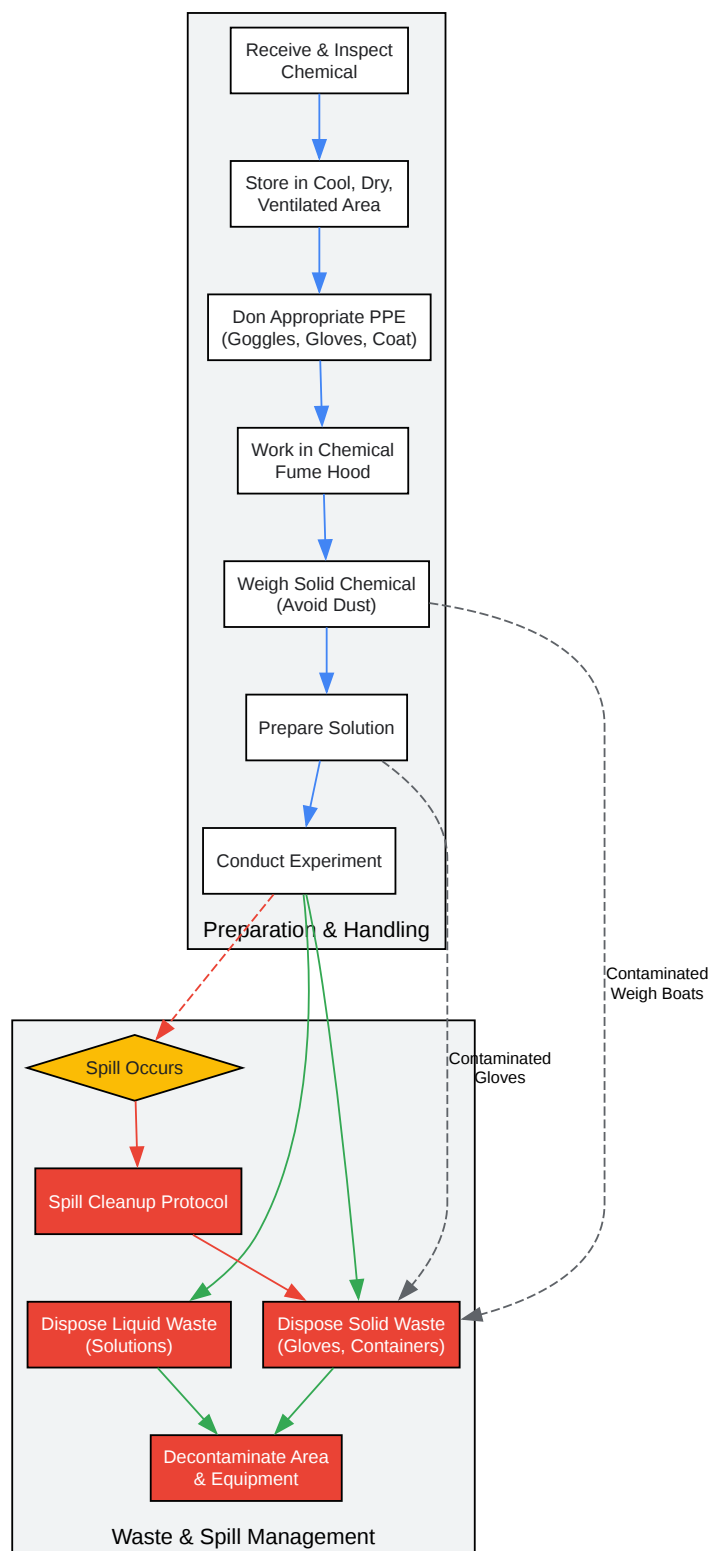 Receive & Inspect
Chemical
Store in Cool, Dry,
Ventilated Area
Don Appropriate PPE
(Goggles, Gloves, Coat)
Work in Chemical
Fume Hood
Weigh Solid Chemical
(Avoid Dust)
Prepare Solution
Conduct Experiment
Preparation & Handling
Contaminated
Weigh Boats
Contaminated
Gloves
Spill Occurs
Spill Cleanup Protocol
Dispose Liquid Waste
(Solutions)
Dispose Solid Waste
(Gloves, Containers)
Decontaminate Area
& Equipment
Waste & Spill Management